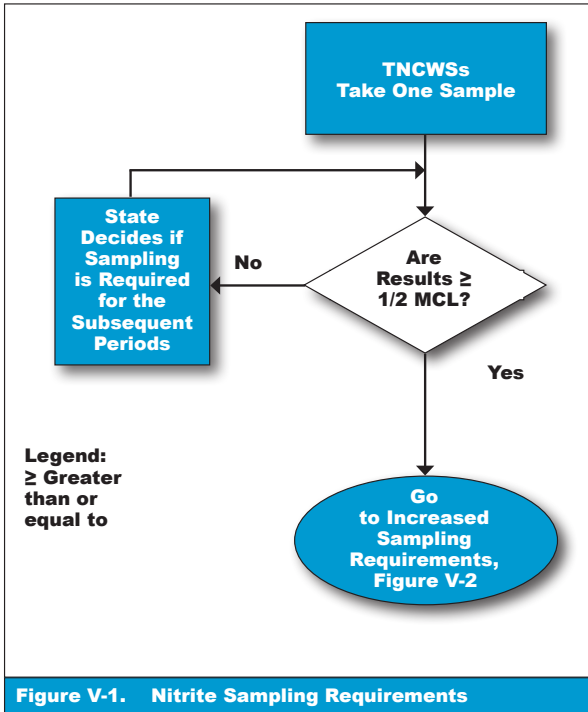 TNCWSs
Take One Sample
State
Decides if
Sampling
is Required
for the
Subsequent
Periods
No
Are
Results ≥
1/2 MCL?
Yes
Legend:
≥ Greater
than or
equal to
Go
to Increased
Sampling
Requirements,
Figure V-2
Figure V-1. Nitrite Sampling Requirements